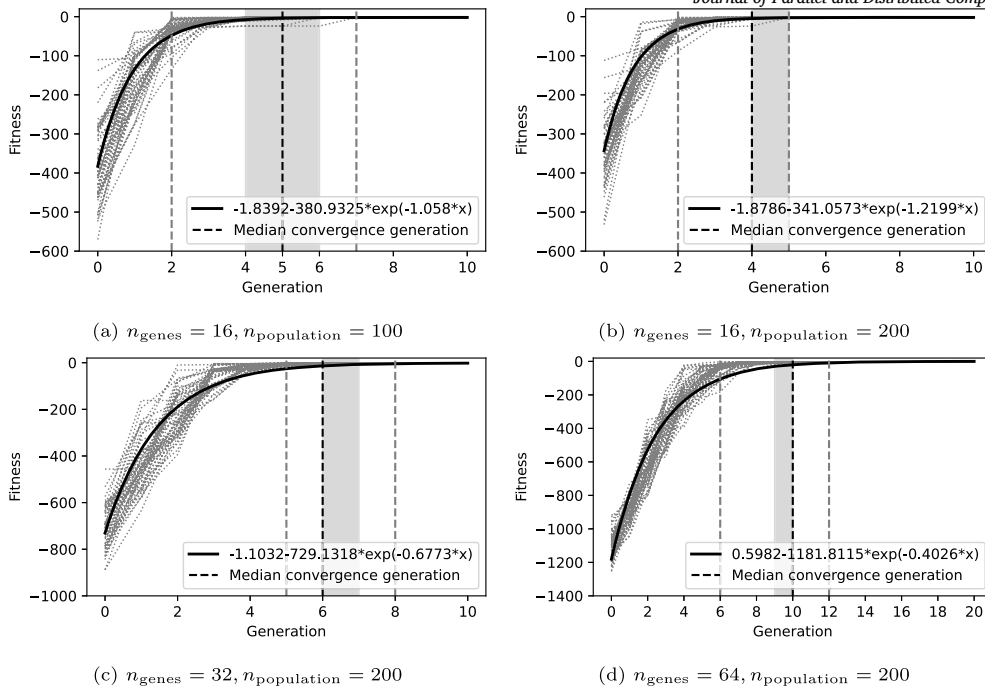 Journal of Parallel and Distributed Comp
0
−100
−200
−300
−400
−500
−600
Fitness
-1.8392-380.9325*exp(-1.058*x)
Median convergence generation
0 2 4 5 6 7 10
Generation
(a) n_genes = 16, n_population = 100
0
−100
−200
−300
−400
−500
−600
Fitness
-1.8786-341.0573*exp(-1.2199*x)
Median convergence generation
0 2 4 5 10
Generation
(b) n_genes = 16, n_population = 200
0
−200
−400
−600
−800
−1000
Fitness
-1.1032-729.1318*exp(-0.6773*x)
Median convergence generation
0 2 4 5 6 7 8 10
Generation
(c) n_genes = 32, n_population = 200
0
−200
−400
−600
−800
−1000
−1200
−1400
Fitness
0.5982-1181.8115*exp(-0.4026*x)
Median convergence generation
0 2 4 6 8 9 10 12 14 16 18 20
Generation
(d) n_genes = 64, n_population = 200